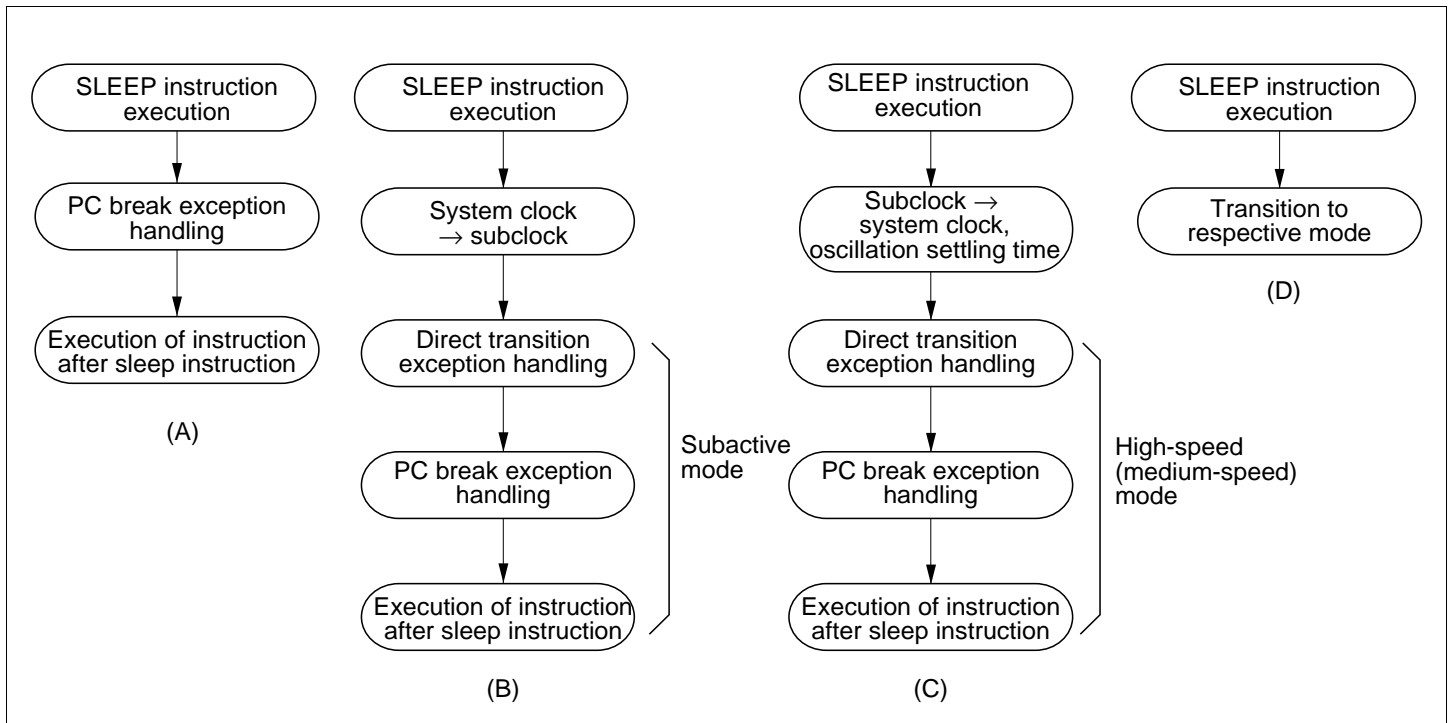 SLEEP instruction
execution
PC break exception
handling
Execution of instruction
after sleep instruction
(A)
SLEEP instruction
execution
System clock
→ subclock
Direct transition
exception handling
PC break exception
handling
Execution of instruction
after sleep instruction
Subactive
mode
(B)
SLEEP instruction
execution
Subclock →
system clock,
oscillation settling time
Direct transition
exception handling
PC break exception
handling
Execution of instruction
after sleep instruction
High-speed
(medium-speed)
mode
(C)
SLEEP instruction
execution
Transition to
respective mode
(D)